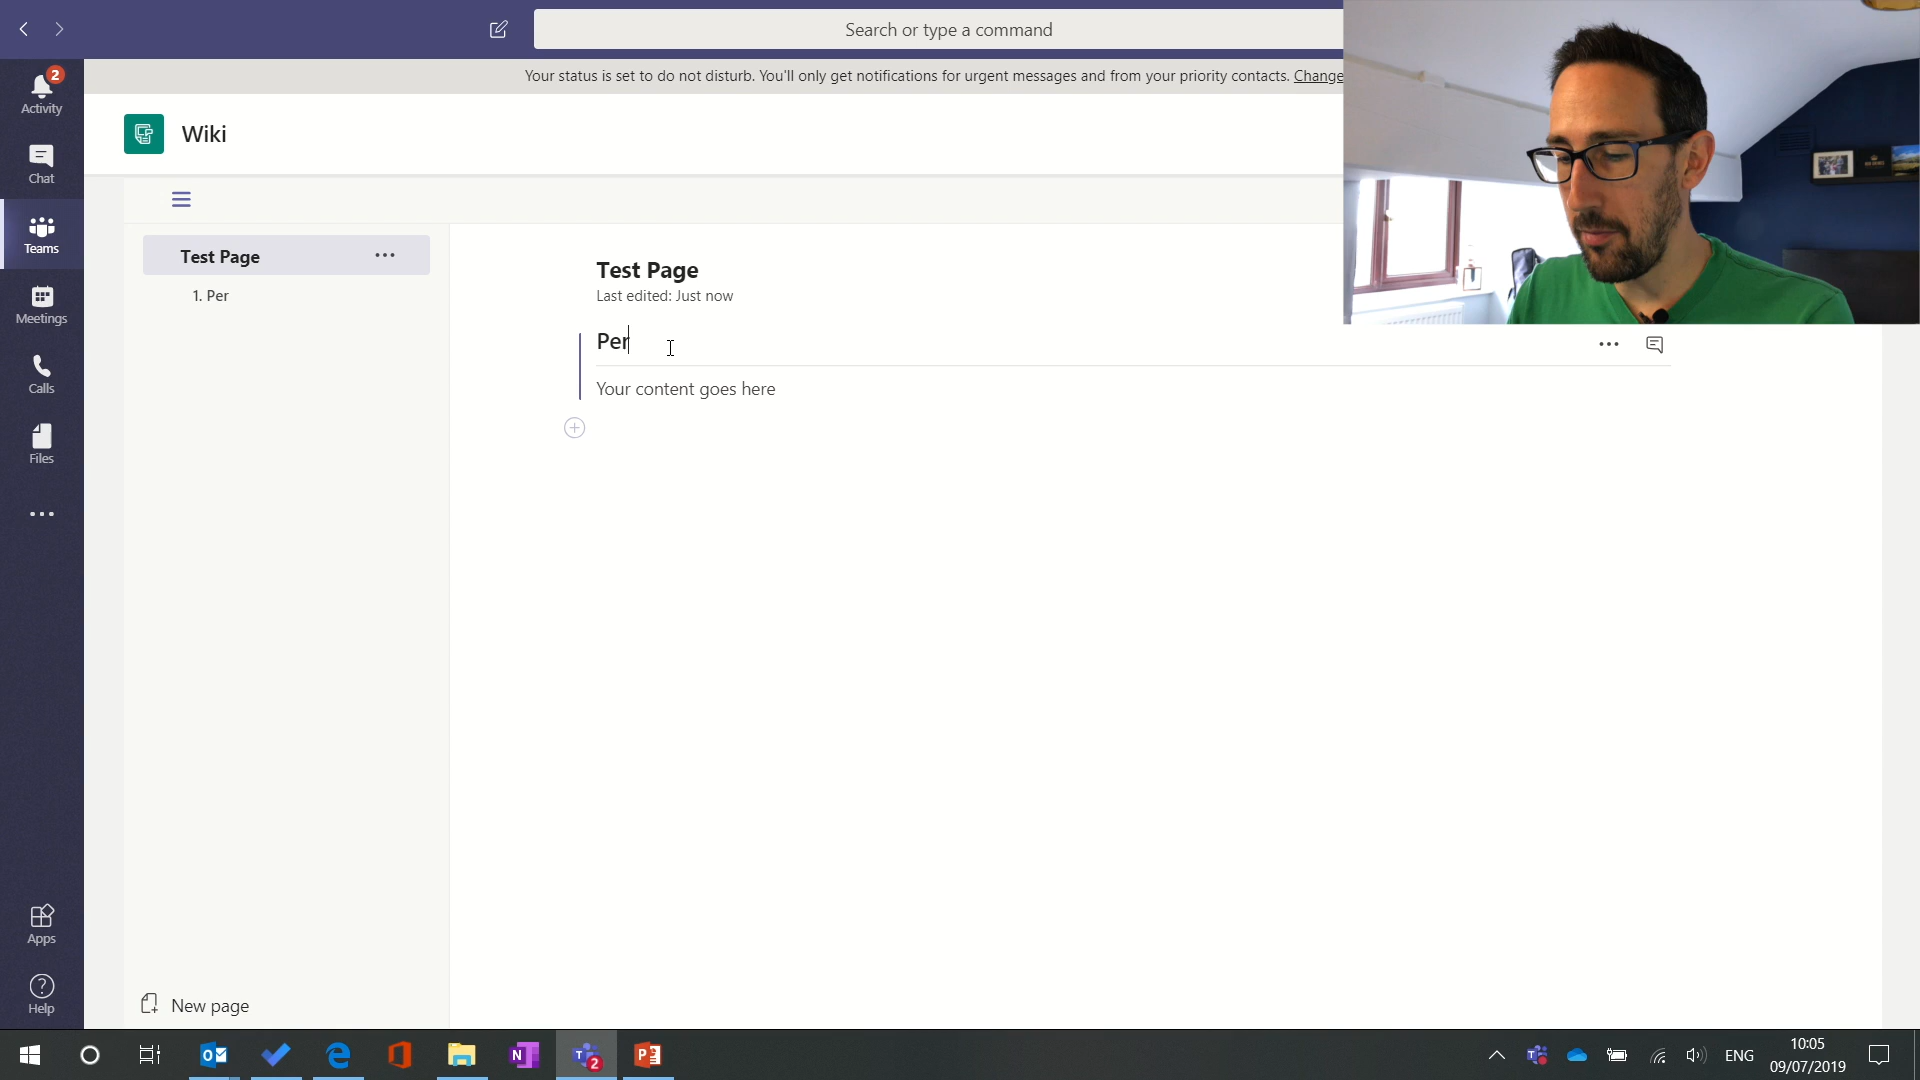 Search or type a command
2
Activity
Your status is set to do not disturb. You'll only get notifications for urgent messages and from your priority contacts. Change
Wiki
Chat
Teams
Test Page
1. Per
Test Page
Last edited: Just now
Per
Your content goes here
Meetings
Calls
Files
Apps
Help
New page
2
ENG
10:05
09/07/2019